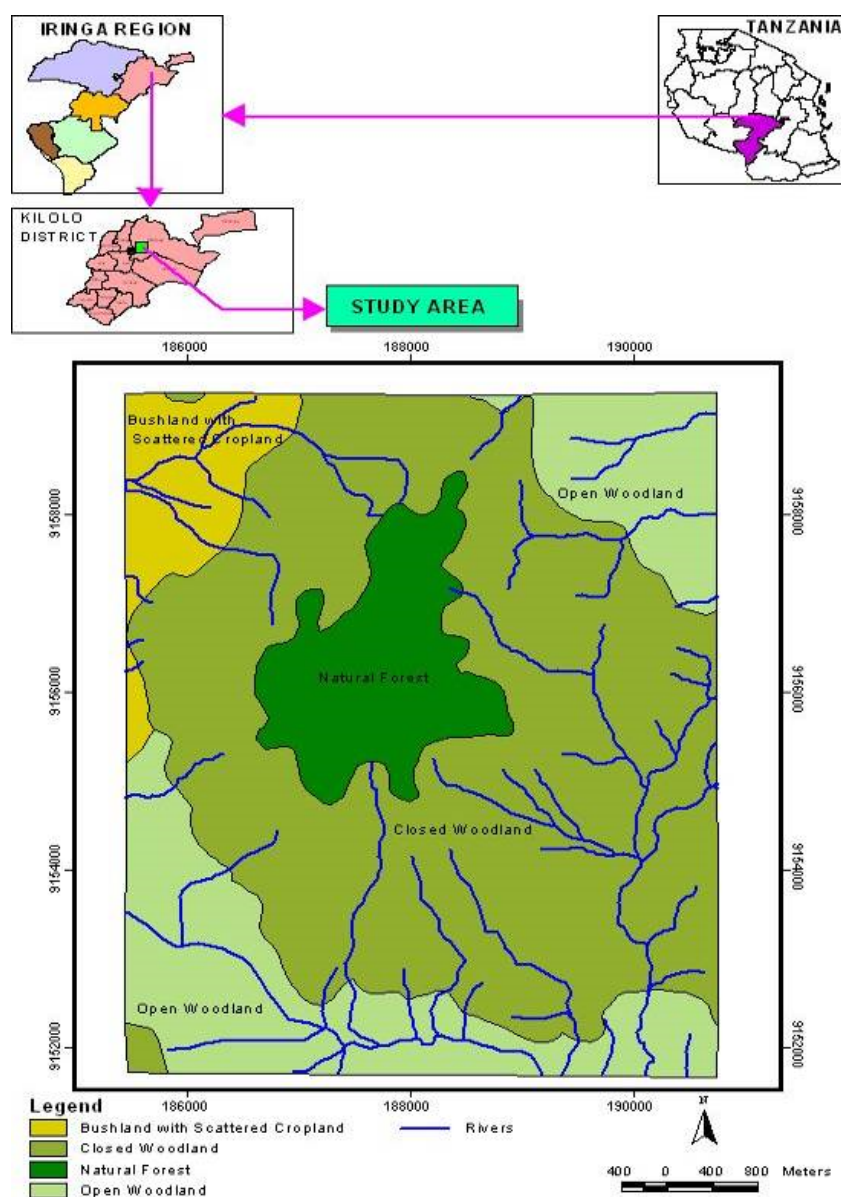 IRINGA REGION
TANZANIA
KILOLO
DISTRICT
STUDY AREA
186000
188000
190000
Bushland with
Scattered Cropland
Open Woodland
9158000
9158000
Natural Forest
9156000
9156000
Closed Woodland
9154000
9154000
Open Woodland
9152000
9152000
186000
188000
190000
Legend
Bushland with Scattered Cropland
Rivers
Closed Woodland
Natural Forest
Open Woodland
N
400 0 400 800 Meters